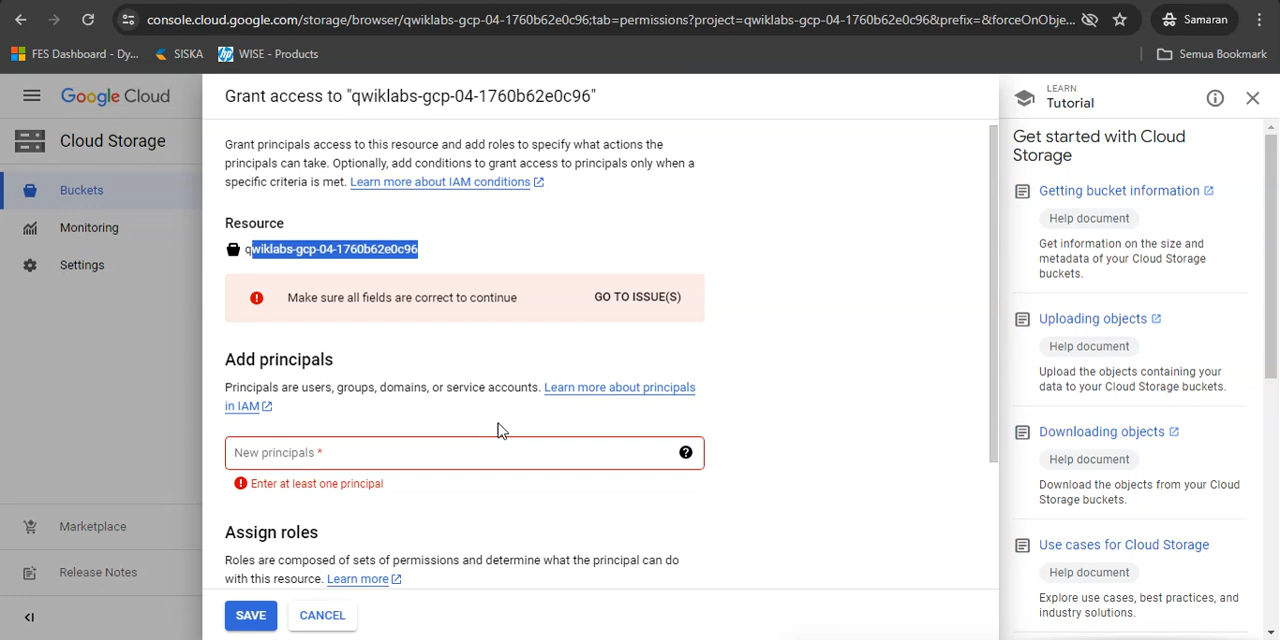 console.cloud.google.com/storage/browser/qwiklabs-gcp-04-1760b62e0c96;tab=permissions?project=qwiklabs-gcp-04-1760b62e0c96&prefix=&forceOnObje...
Samaran
FES Dashboard - Dy...
SISKA
WISE - Products
Semua Bookmark
Google Cloud
Cloud Storage
Buckets
Monitoring
Settings
Marketplace
Release Notes
Grant access to "qwiklabs-gcp-04-1760b62e0c96"
Grant principals access to this resource and add roles to specify what actions the
principals can take. Optionally, add conditions to grant access to principals only when a
specific criteria is met. Learn more about IAM conditions
Resource
qwiklabs-gcp-04-1760b62e0c96
Make sure all fields are correct to continue
GO TO ISSUE(S)
Add principals
Principals are users, groups, domains, or service accounts. Learn more about principals
in IAM
New principals *
Enter at least one principal
Assign roles
Roles are composed of sets of permissions and determine what the principal can do
with this resource. Learn more
SAVE
CANCEL
LEARN
Tutorial
Get started with Cloud
Storage
Getting bucket information
Help document
Get information on the size and
metadata of your Cloud Storage
buckets.
Uploading objects
Help document
Upload the objects containing your
data to your Cloud Storage buckets.
Downloading objects
Help document
Download the objects from your Cloud
Storage buckets.
Use cases for Cloud Storage
Help document
Explore use cases, best practices, and
industry solutions.